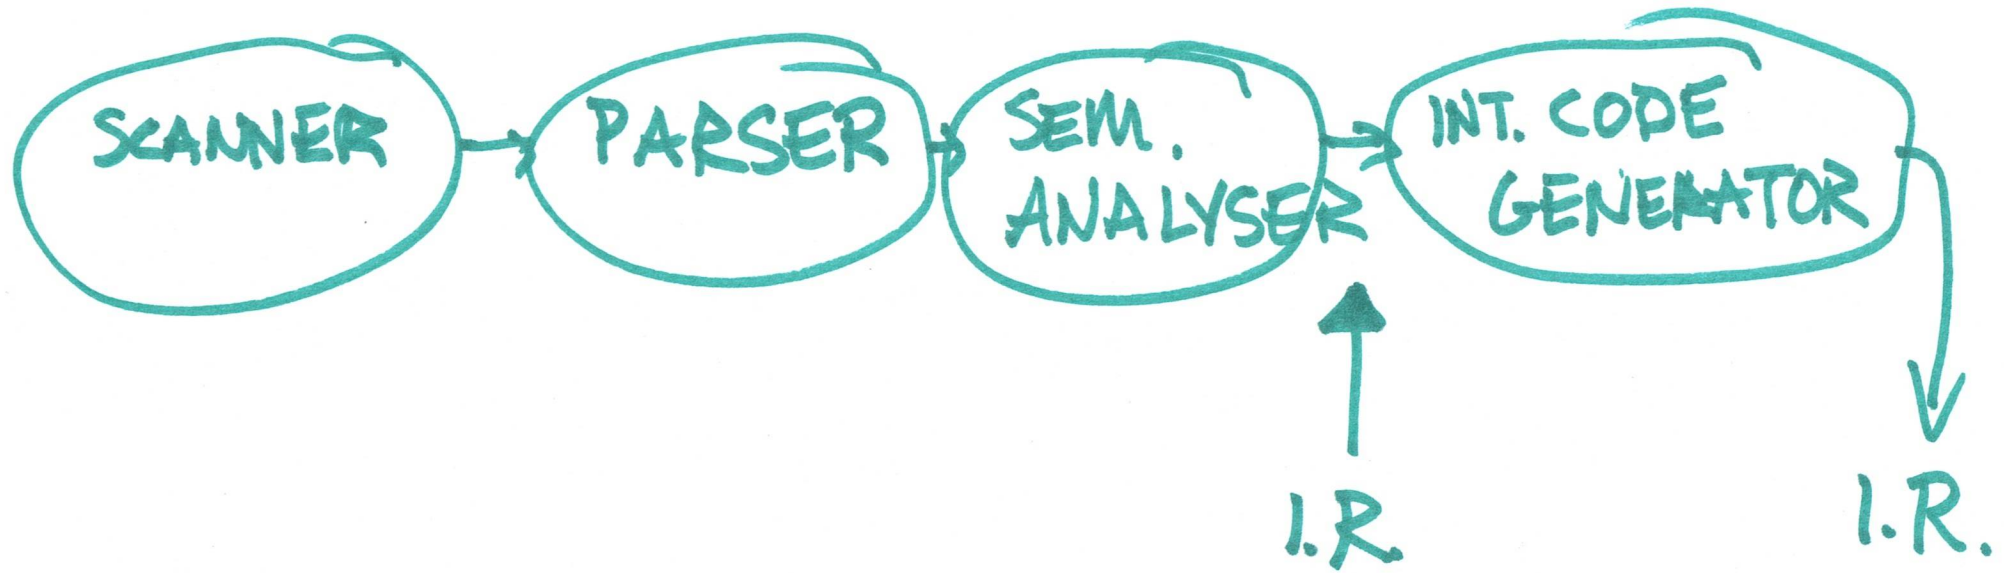 SCANNER
PARSER
SEM.
ANALYSER
INT. CODE
GENERATOR
I.R.
I.R.